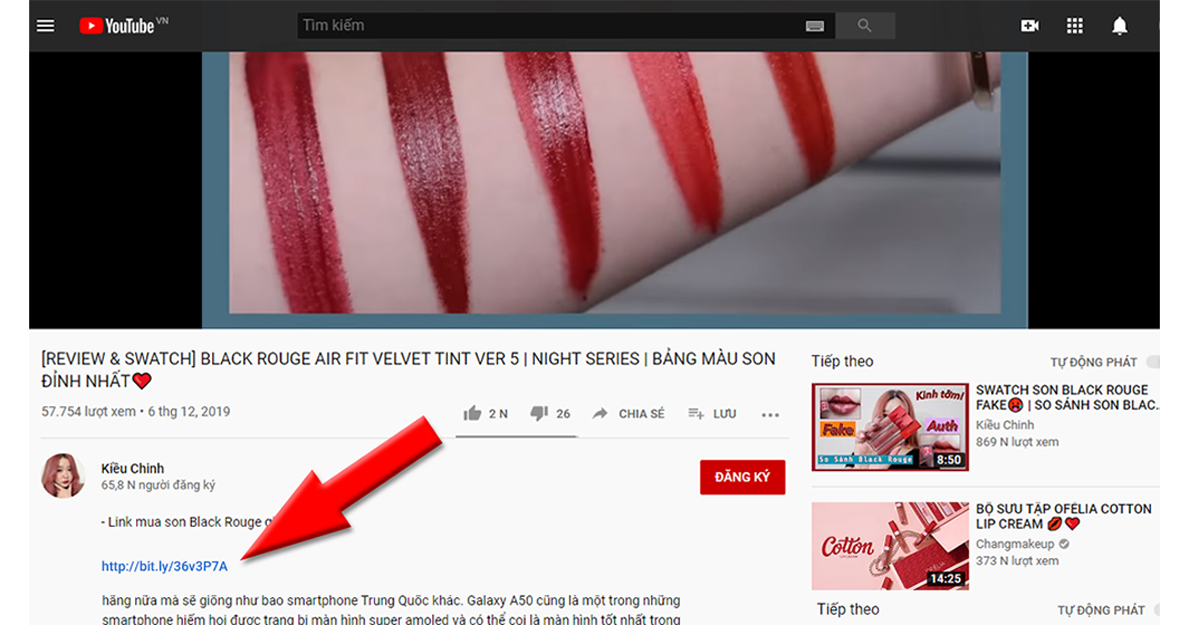 YouTube VN
Tìm kiếm
[REVIEW & SWATCH] BLACK ROUGE AIR FIT VELVET TINT VER 5 | NIGHT SERIES | BẢNG MÀU SON
ĐỈNH NHẤT❤️
57.754 lượt xem • 6 thg 12, 2019
2 N
26
CHIA SẺ
LƯU
Kiều Chinh
65,8 N người đăng ký
ĐĂNG KÝ
- Link mua son Black Rouge
http://bit.ly/36v3P7A
hãng nữa mà sẽ giống như bao smartphone Trung Quốc khác. Galaxy A50 cũng là một trong những
smartphone hiếm hoi được trang bị màn hình super amoled và có thể coi là màn hình tốt nhất trong
Tiếp theo
TỰ ĐỘNG PHÁT
Kinh tởm!
Fake
Auth
So Sánh Black Rouge
8:50
SWATCH SON BLACK ROUGE
FAKE🤬 | SO SÁNH SON BLAC...
Kiều Chinh
869 N lượt xem
Cotton
14:25
BỘ SƯU TẬP OFÉLIA COTTON
LIP CREAM 💋❤️
Changmakeup
373 N lượt xem
Tiếp theo
TỰ ĐỘNG PHÁT